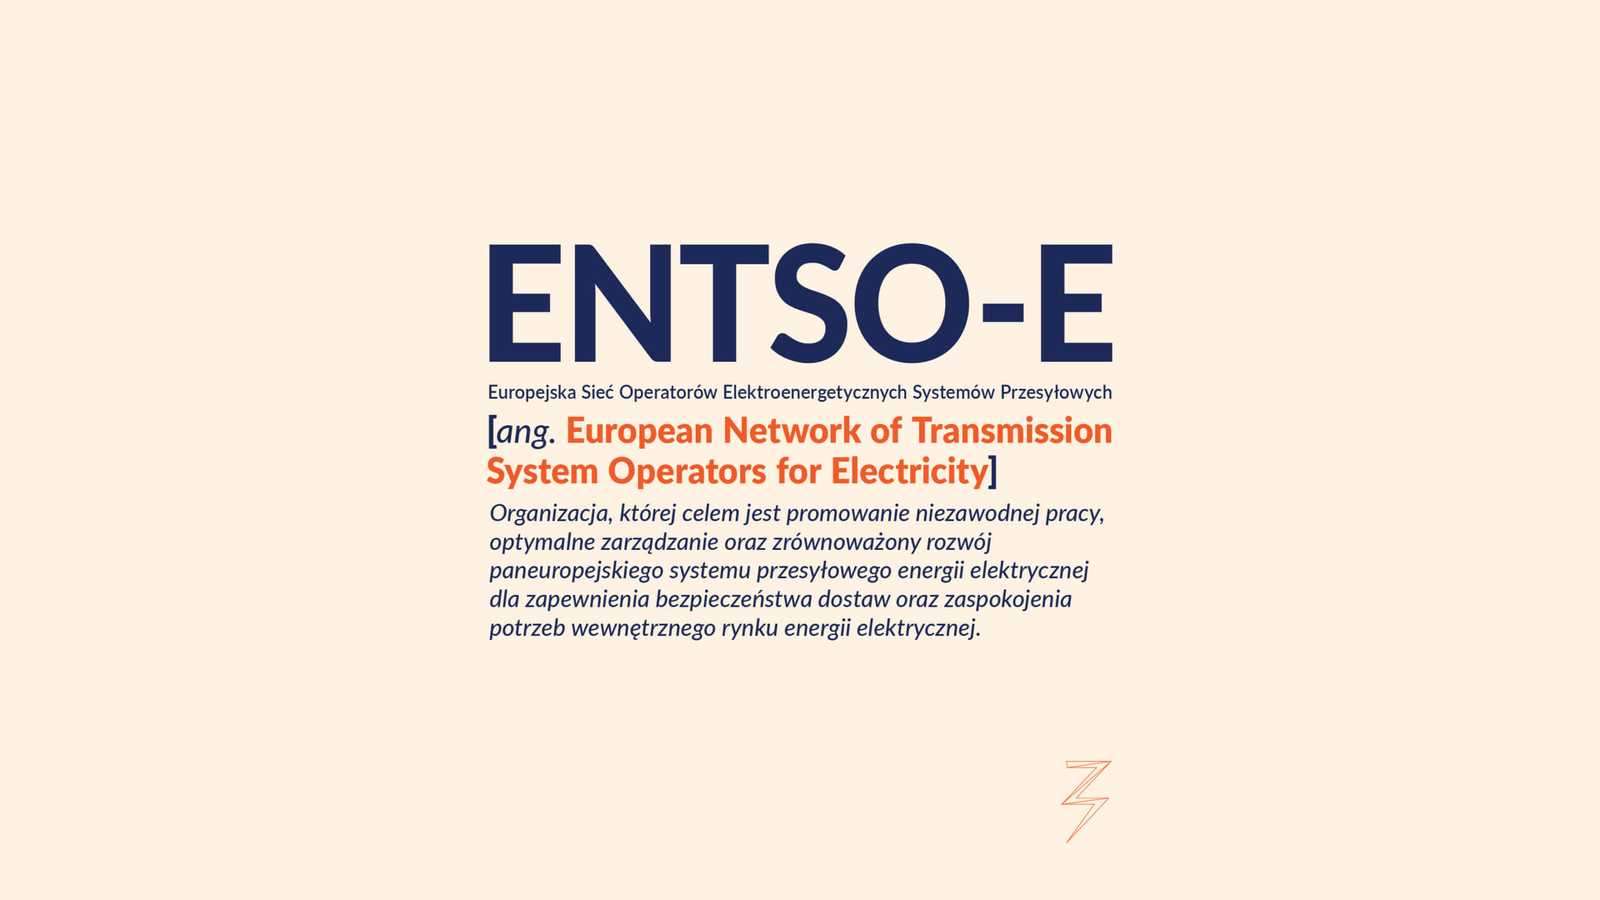 ENTSO-E
Europejska Sieć Operatorów Elektroenergetycznych Systemów Przesyłowych
[ang. European Network of Transmission
System Operators for Electricity]
Organizacja, której celem jest promowanie niezawodnej pracy,
optymalne zarządzanie oraz zrównoważony rozwój
paneuropejskiego systemu przesyłowego energii elektrycznej
dla zapewnienia bezpieczeństwa dostaw oraz zaspokojenia
potrzeb wewnętrznego rynku energii elektrycznej.